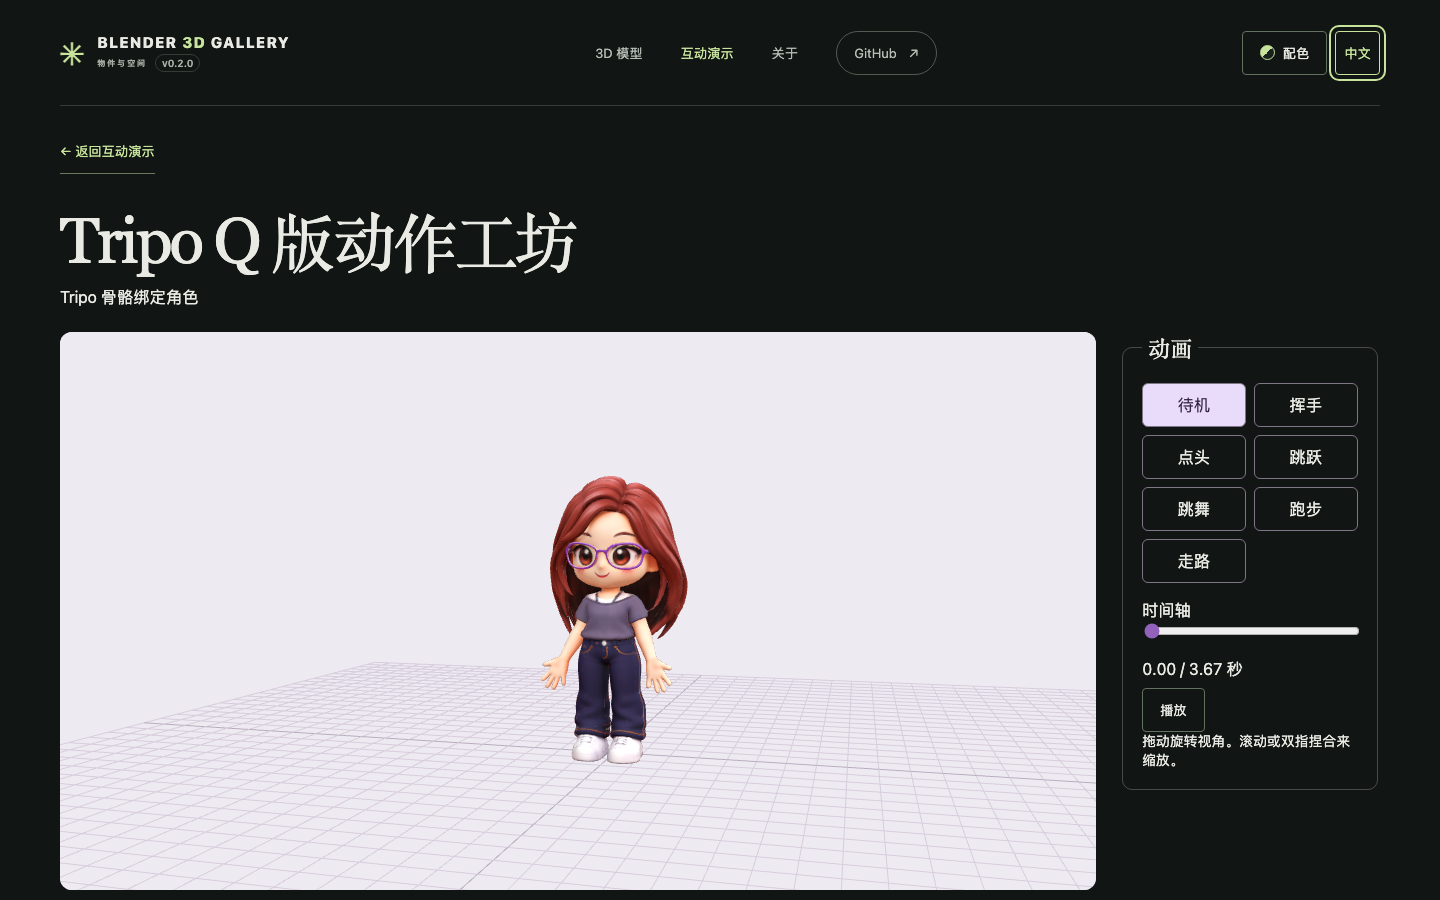 BLENDER 3D GALLERY
物件与空间 v0.2.0
3D 模型 互动演示 关于 GitHub ↗
配色 中文
← 返回互动演示
Tripo Q 版动作工坊
Tripo 骨骼绑定角色
动画
待机 挥手
点头 跳跃
跳舞 跑步
走路
时间轴
0.00 / 3.67 秒
播放
拖动旋转视角。滚动或双指捏合来
缩放。